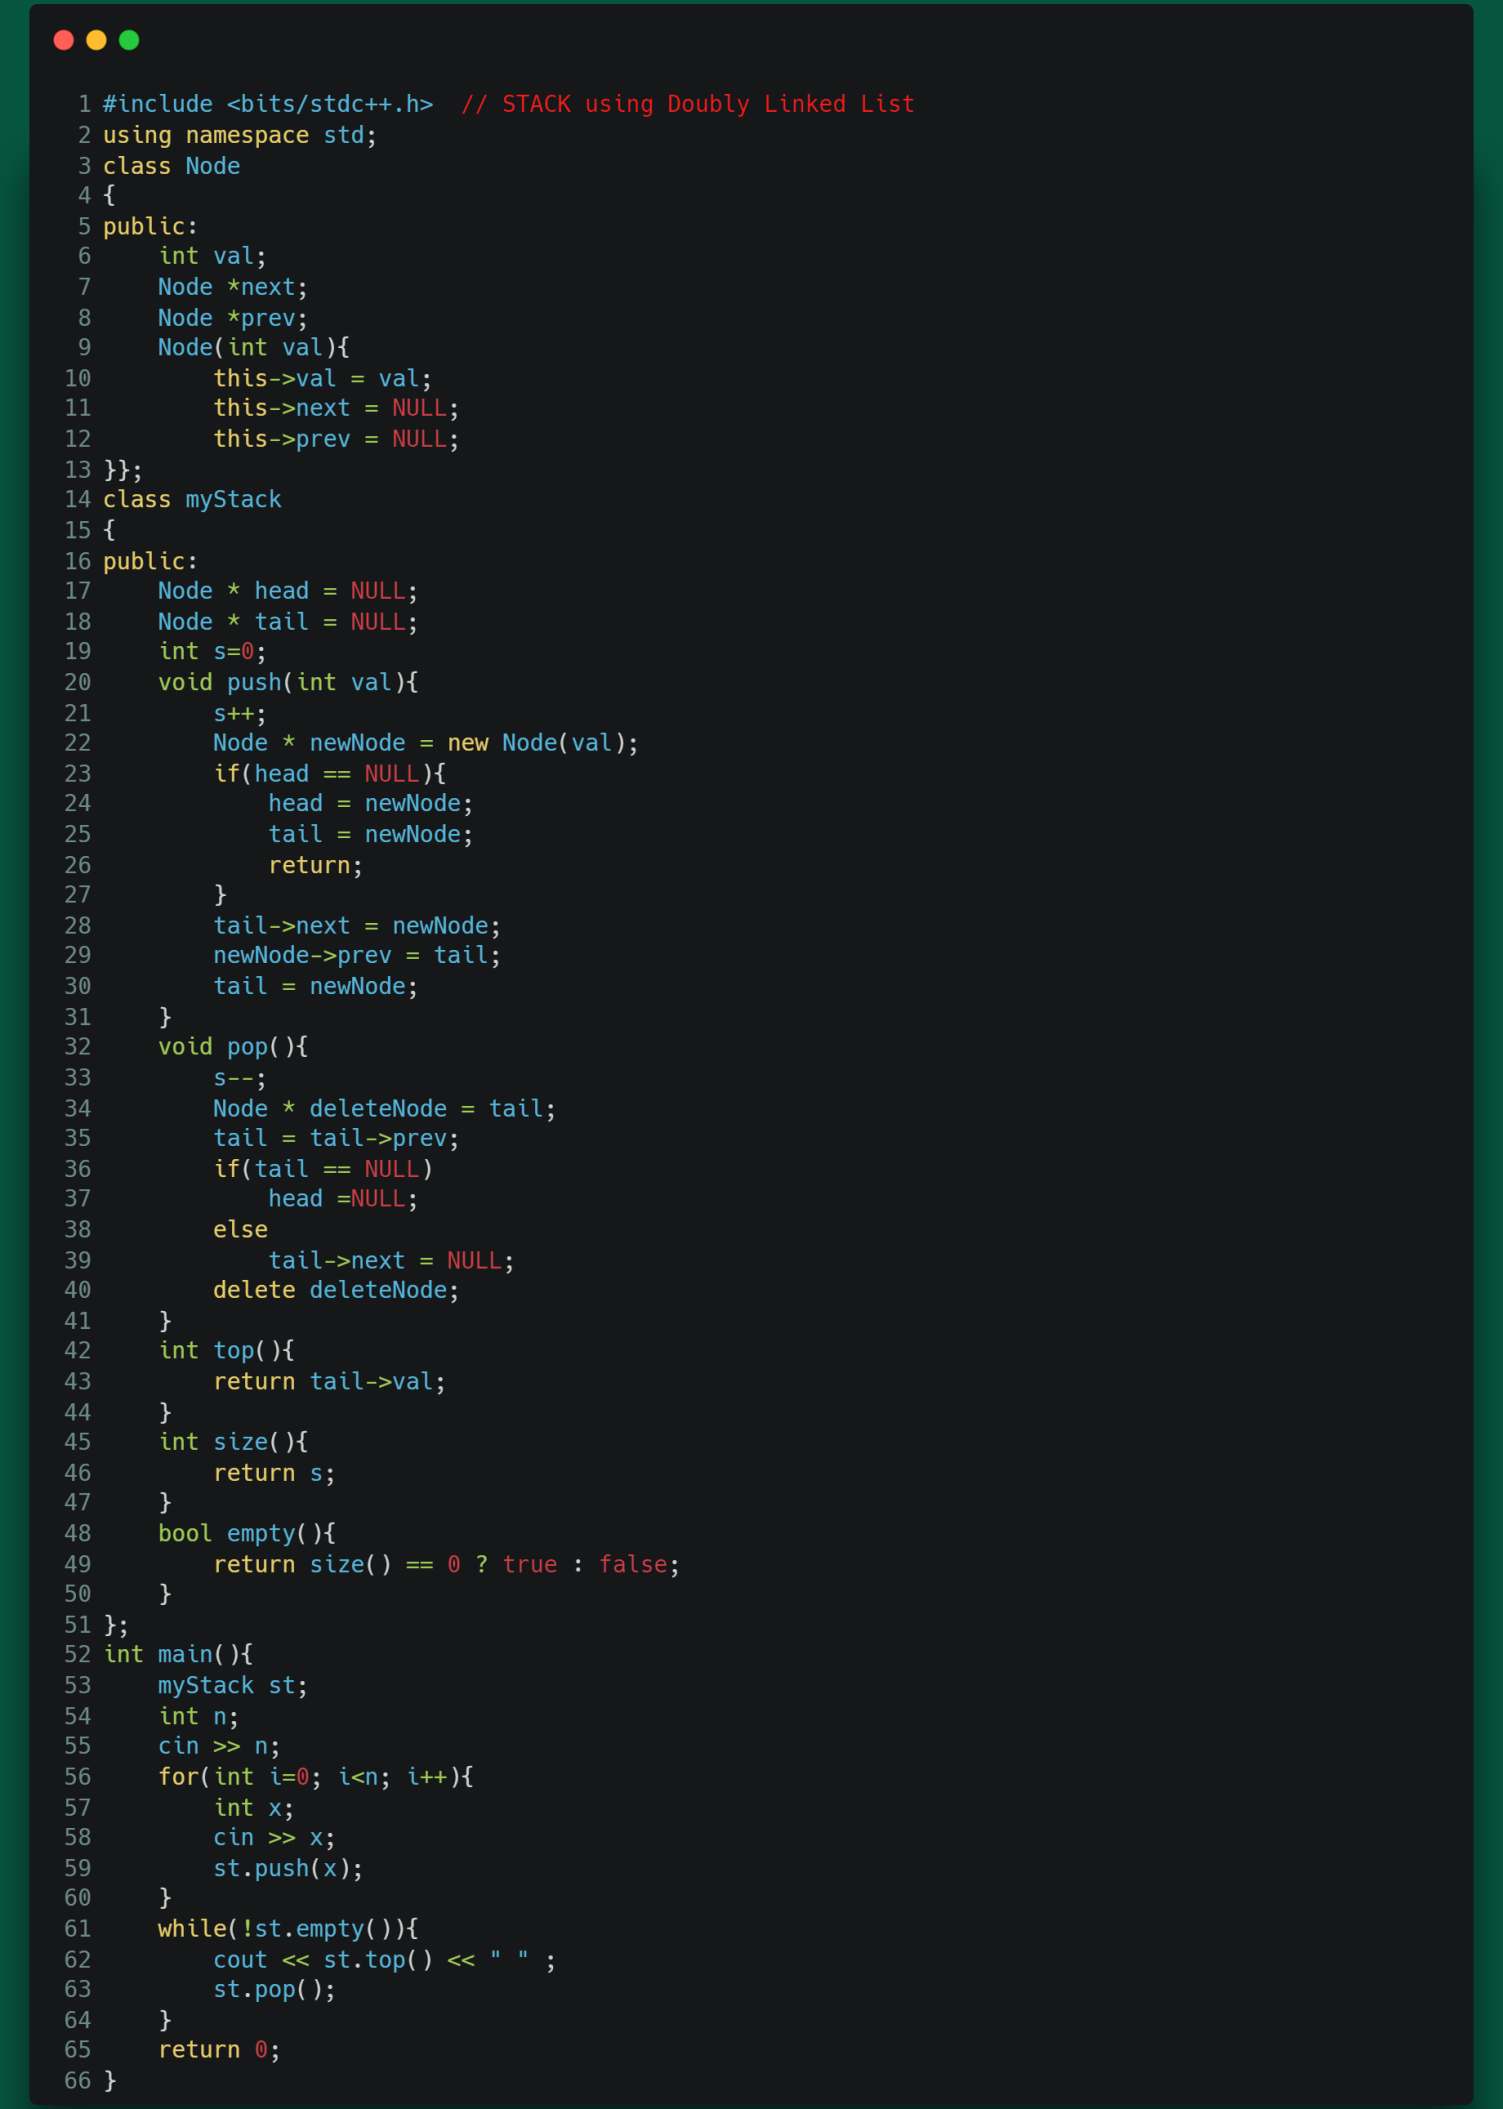 1 #include <bits/stdc++.h>  // STACK using Doubly Linked List
2 using namespace std;
3 class Node
4 {
5 public:
6     int val;
7     Node *next;
8     Node *prev;
9     Node(int val){
10         this->val = val;
11         this->next = NULL;
12         this->prev = NULL;
13 }};
14 class myStack
15 {
16 public:
17     Node * head = NULL;
18     Node * tail = NULL;
19     int s=0;
20     void push(int val){
21         s++;
22         Node * newNode = new Node(val);
23         if(head == NULL){
24             head = newNode;
25             tail = newNode;
26             return;
27         }
28         tail->next = newNode;
29         newNode->prev = tail;
30         tail = newNode;
31     }
32     void pop(){
33         s--;
34         Node * deleteNode = tail;
35         tail = tail->prev;
36         if(tail == NULL)
37             head =NULL;
38         else
39             tail->next = NULL;
40         delete deleteNode;
41     }
42     int top(){
43         return tail->val;
44     }
45     int size(){
46         return s;
47     }
48     bool empty(){
49         return size() == 0 ? true : false;
50     }
51 };
52 int main(){
53     myStack st;
54     int n;
55     cin >> n;
56     for(int i=0; i<n; i++){
57         int x;
58         cin >> x;
59         st.push(x);
60     }
61     while(!st.empty()){
62         cout << st.top() << " " ;
63         st.pop();
64     }
65     return 0;
66 }